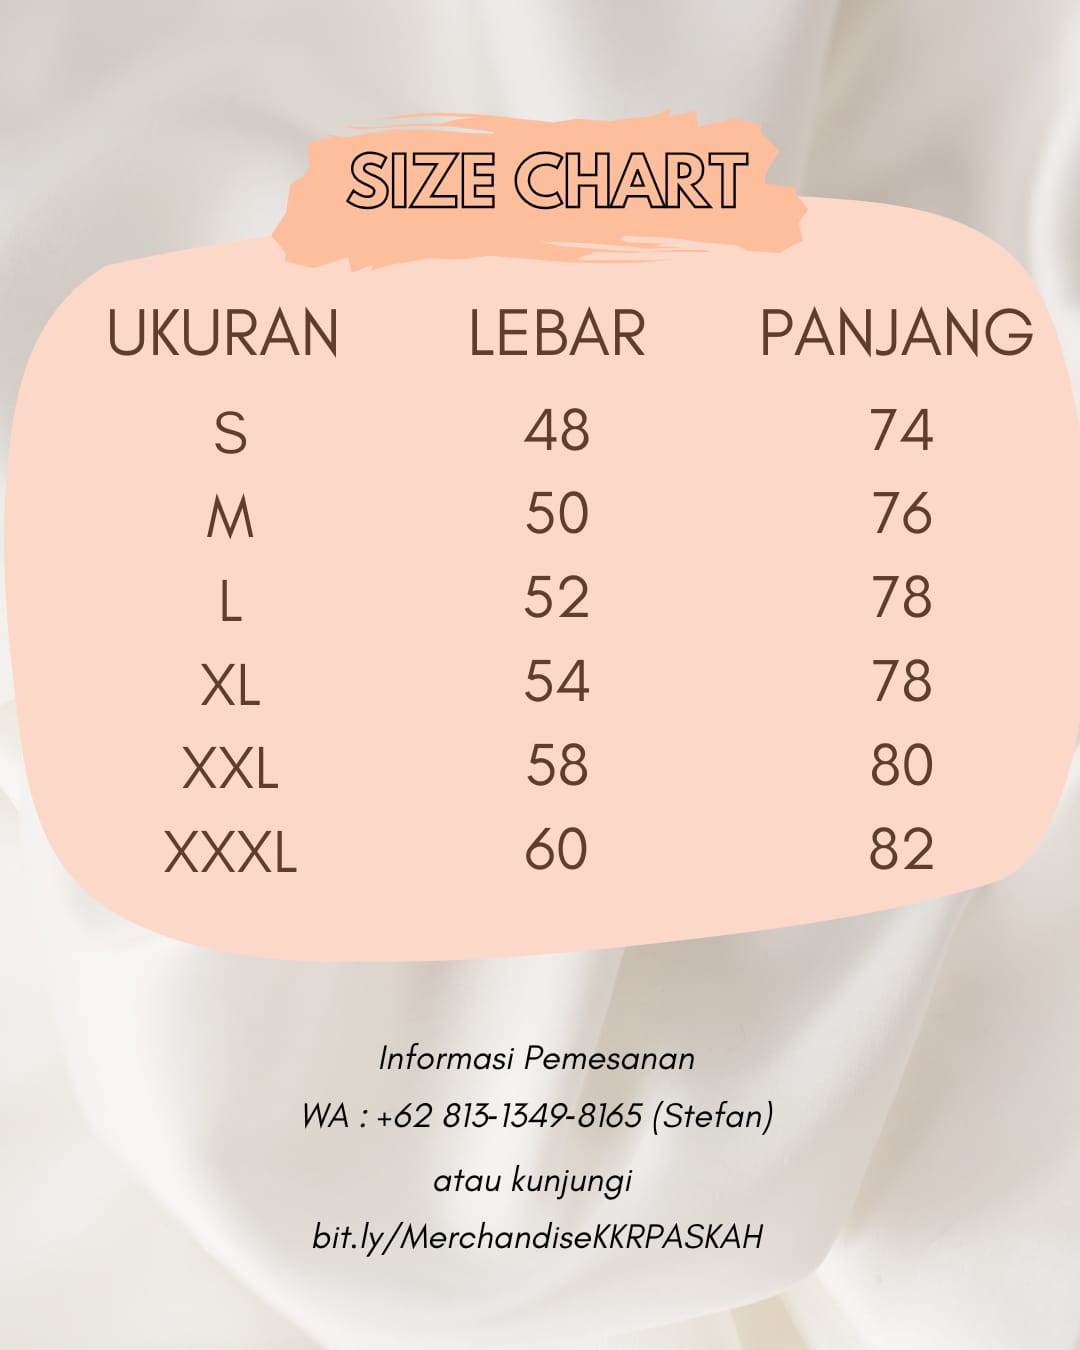 SIZE CHART
UKURAN LEBAR PANJANG
S 48 74
M 50 76
L 52 78
XL 54 78
XXL 58 80
XXXL 60 82
Informasi Pemesanan
WA : +62 813-1349-8165 (Stefan)
atau kunjungi
bit.ly/MerchandiseKKRPASKAH